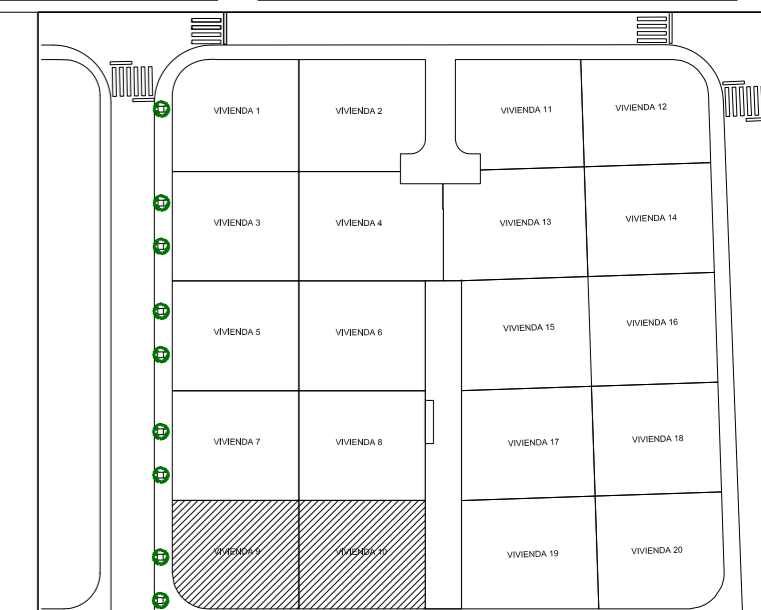 VIVIENDA 1
VIVIENDA 2
VIVIENDA 11
VIVIENDA 12
VIVIENDA 3
VIVIENDA 4
VIVIENDA 13
VIVIENDA 14
VIVIENDA 5
VIVIENDA 6
VIVIENDA 15
VIVIENDA 16
VIVIENDA 7
VIVIENDA 8
VIVIENDA 17
VIVIENDA 18
VIVIENDA 9
VIVIENDA 10
VIVIENDA 19
VIVIENDA 20